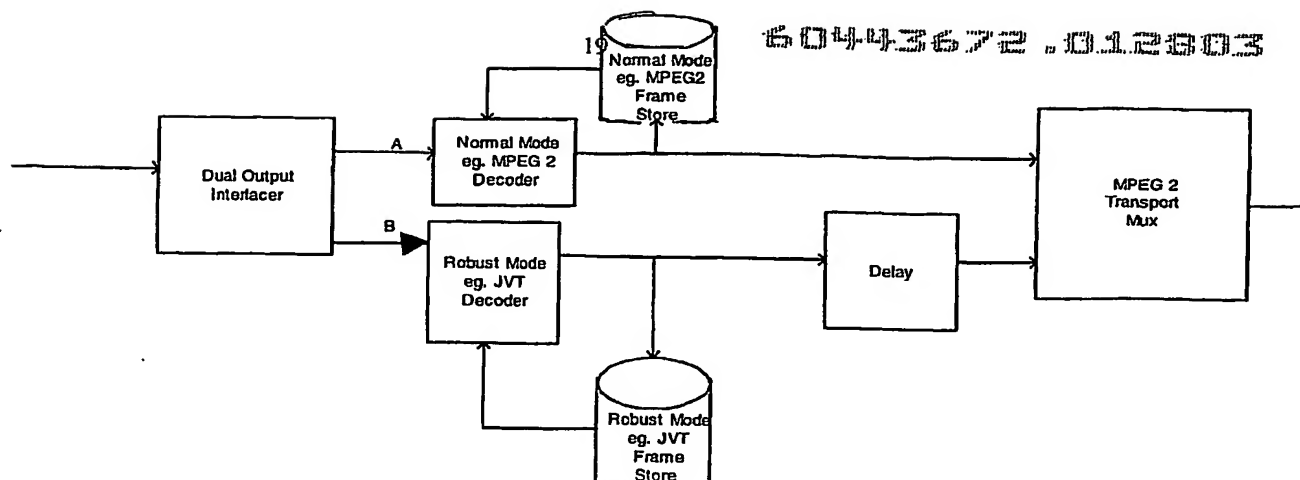 19
60443672.012803
Normal Mode
eg. MPEG2
Frame
Store
A
Normal Mode
eg. MPEG 2
Decoder
Dual Output
Interlacer
MPEG 2
Transport
Mux
B
Robust Mode
eg. JVT
Decoder
Delay
Robust Mode
eg. JVT
Frame
Store